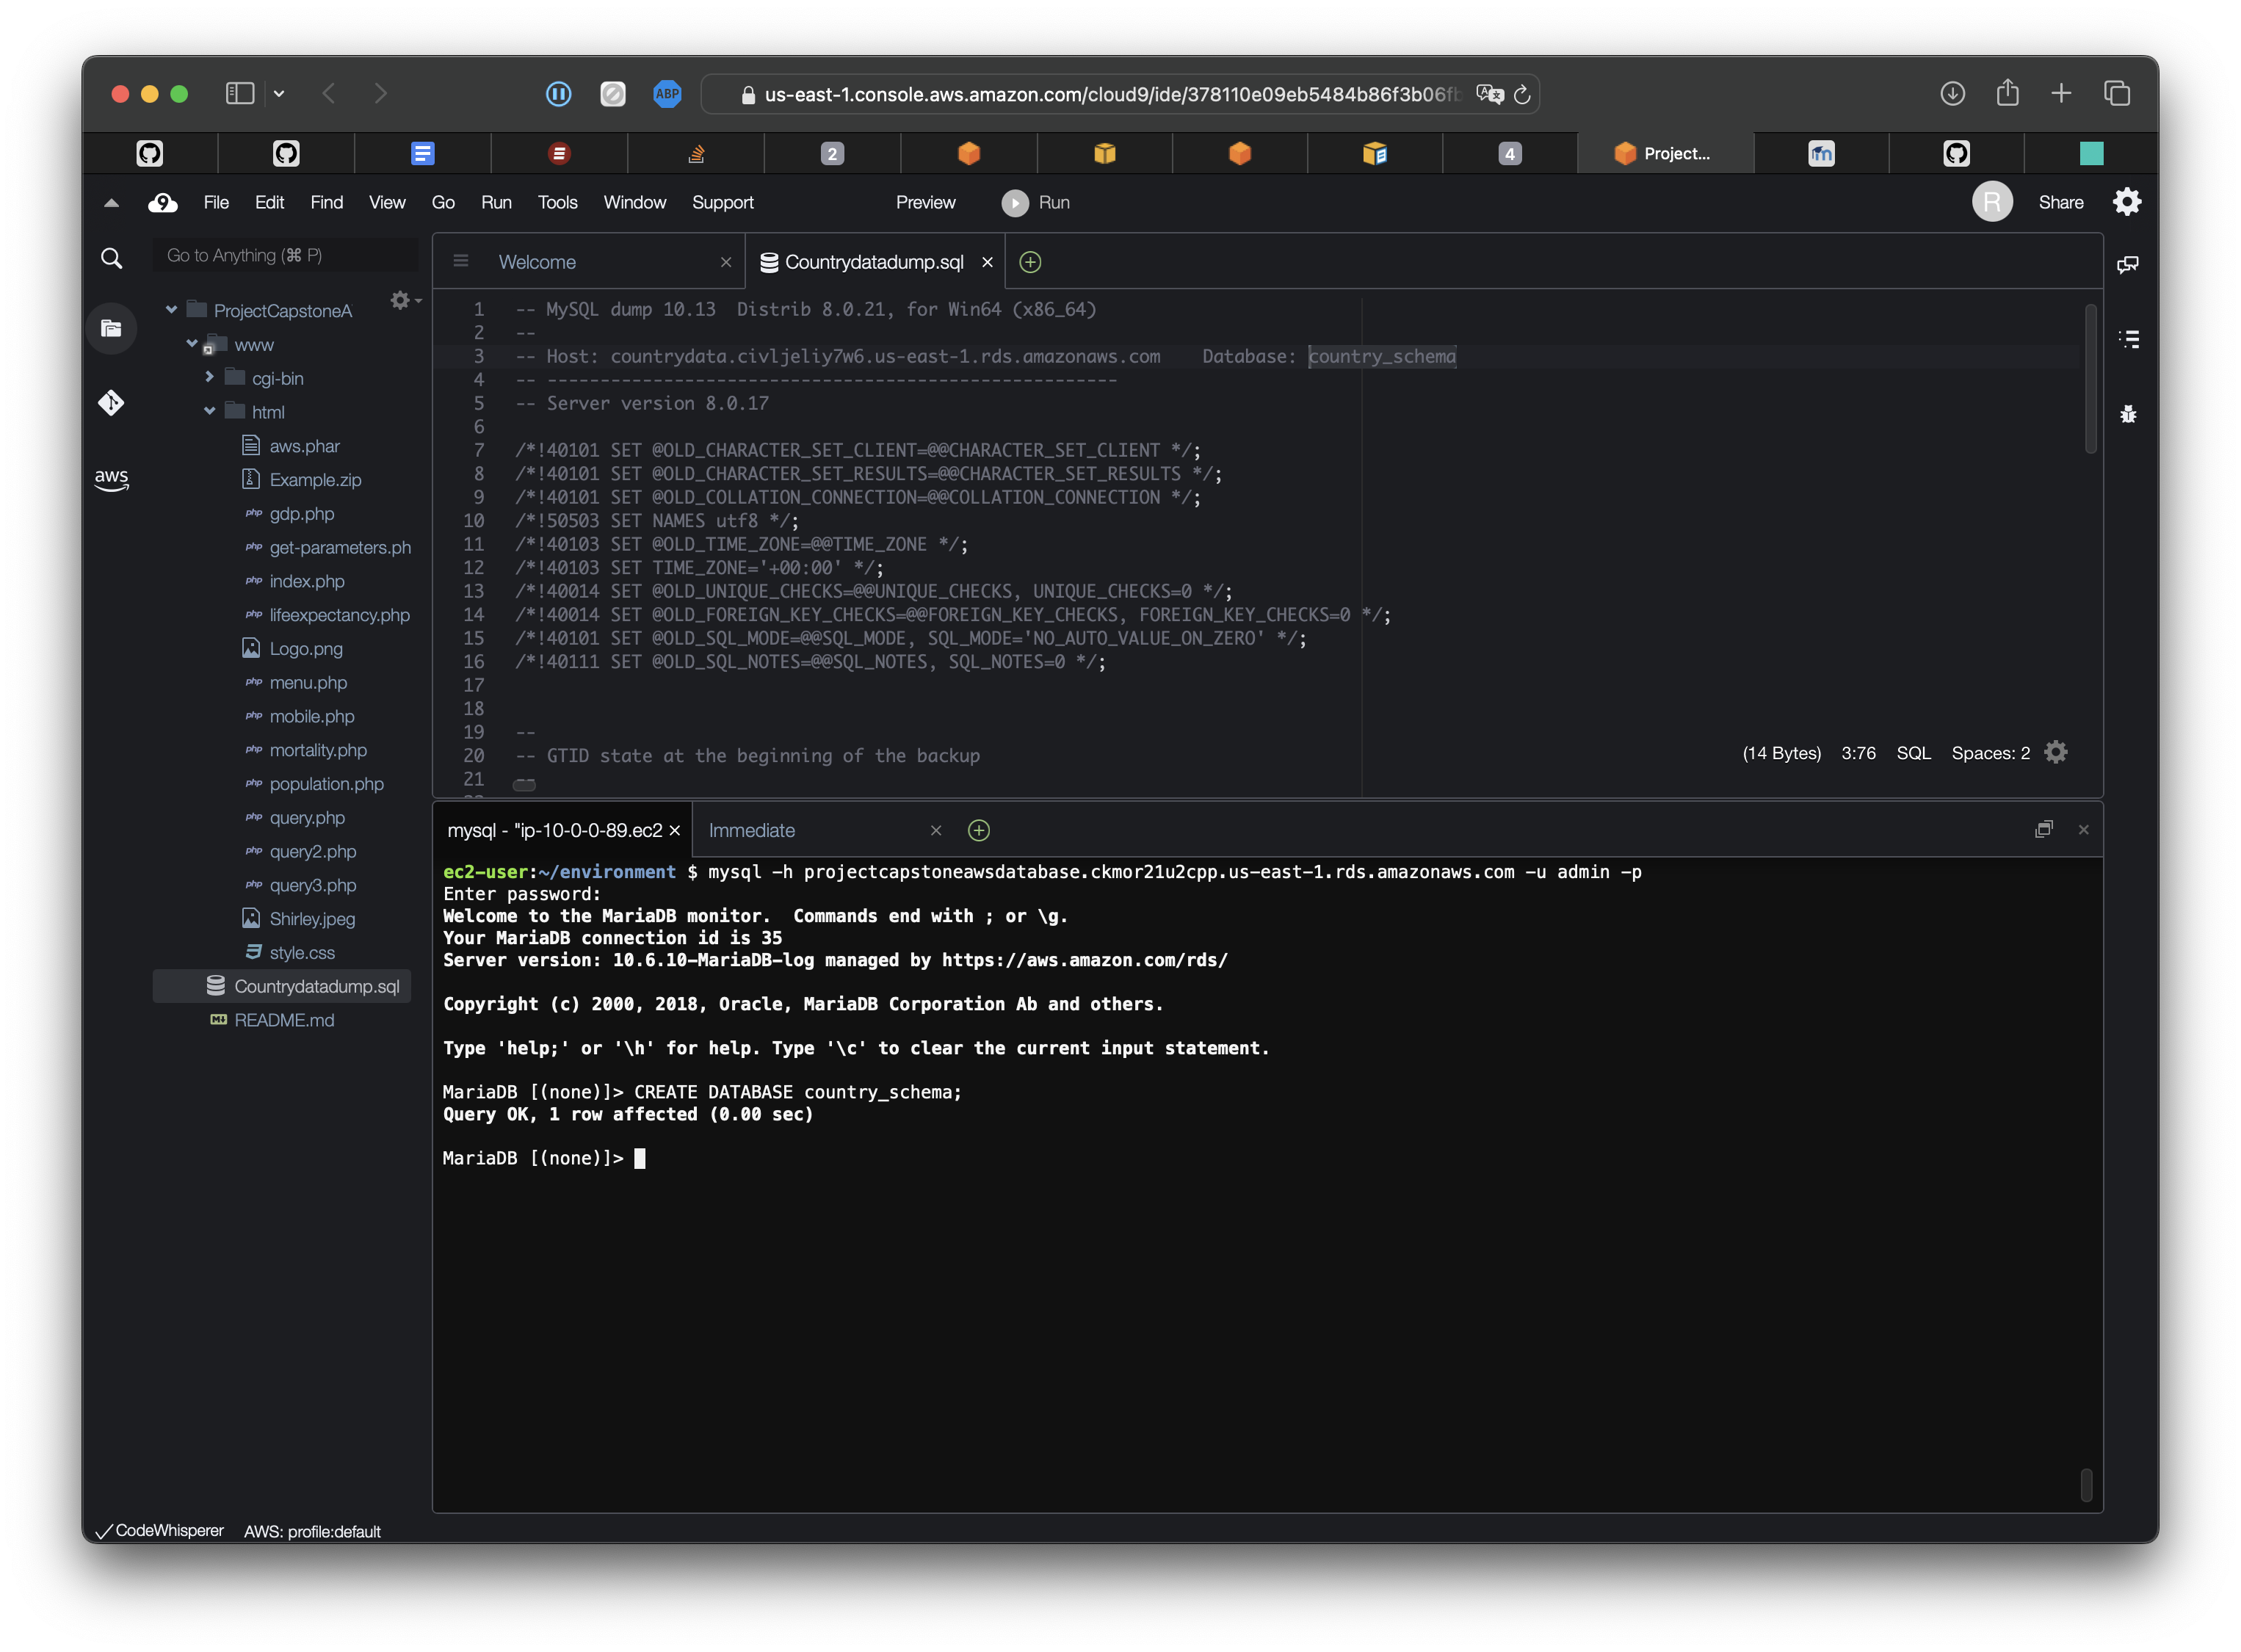 ABP
us-east-1.console.aws.amazon.com/cloud9/ide/378110e09eb5484b86f3b06fb
2
4
Project...
9
File Edit Find View Go Run Tools Window Support Preview Run
R
Share
Go to Anything (⌘ P)
Welcome
Countrydatadump.sql
ProjectCapstoneA
www
cgi-bin
html
aws.phar
Example.zip
php gdp.php
php get-parameters.ph
php index.php
php lifeexpectancy.php
Logo.png
php menu.php
php mobile.php
php mortality.php
php population.php
php query.php
php query2.php
php query3.php
Shirley.jpeg
style.css
Countrydatadump.sql
README.md
aws
1 -- MySQL dump 10.13  Distrib 8.0.21, for Win64 (x86_64)
2 --
3 -- Host: countrydata.civljeliy7w6.us-east-1.rds.amazonaws.com    Database: country_schema
4 -- ------------------------------------------------------
5 -- Server version 8.0.17
6
7 /*!40101 SET @OLD_CHARACTER_SET_CLIENT=@@CHARACTER_SET_CLIENT */;
8 /*!40101 SET @OLD_CHARACTER_SET_RESULTS=@@CHARACTER_SET_RESULTS */;
9 /*!40101 SET @OLD_COLLATION_CONNECTION=@@COLLATION_CONNECTION */;
10 /*!50503 SET NAMES utf8 */;
11 /*!40103 SET @OLD_TIME_ZONE=@@TIME_ZONE */;
12 /*!40103 SET TIME_ZONE='+00:00' */;
13 /*!40014 SET @OLD_UNIQUE_CHECKS=@@UNIQUE_CHECKS, UNIQUE_CHECKS=0 */;
14 /*!40014 SET @OLD_FOREIGN_KEY_CHECKS=@@FOREIGN_KEY_CHECKS, FOREIGN_KEY_CHECKS=0 */;
15 /*!40101 SET @OLD_SQL_MODE=@@SQL_MODE, SQL_MODE='NO_AUTO_VALUE_ON_ZERO' */;
16 /*!40111 SET @OLD_SQL_NOTES=@@SQL_NOTES, SQL_NOTES=0 */;
17
18
19 --
20 -- GTID state at the beginning of the backup
21 --
(14 Bytes) 3:76 SQL Spaces: 2
mysql - "ip-10-0-0-89.ec2
Immediate
ec2-user:~/environment $ mysql -h projectcapstoneawsdatabase.ckmor21u2cpp.us-east-1.rds.amazonaws.com -u admin -p
Enter password:
Welcome to the MariaDB monitor.  Commands end with ; or \g.
Your MariaDB connection id is 35
Server version: 10.6.10-MariaDB-log managed by https://aws.amazon.com/rds/
Copyright (c) 2000, 2018, Oracle, MariaDB Corporation Ab and others.
Type 'help;' or '\h' for help. Type '\c' to clear the current input statement.
MariaDB [(none)]> CREATE DATABASE country_schema;
Query OK, 1 row affected (0.00 sec)
MariaDB [(none)]>
CodeWhisperer AWS: profile:default